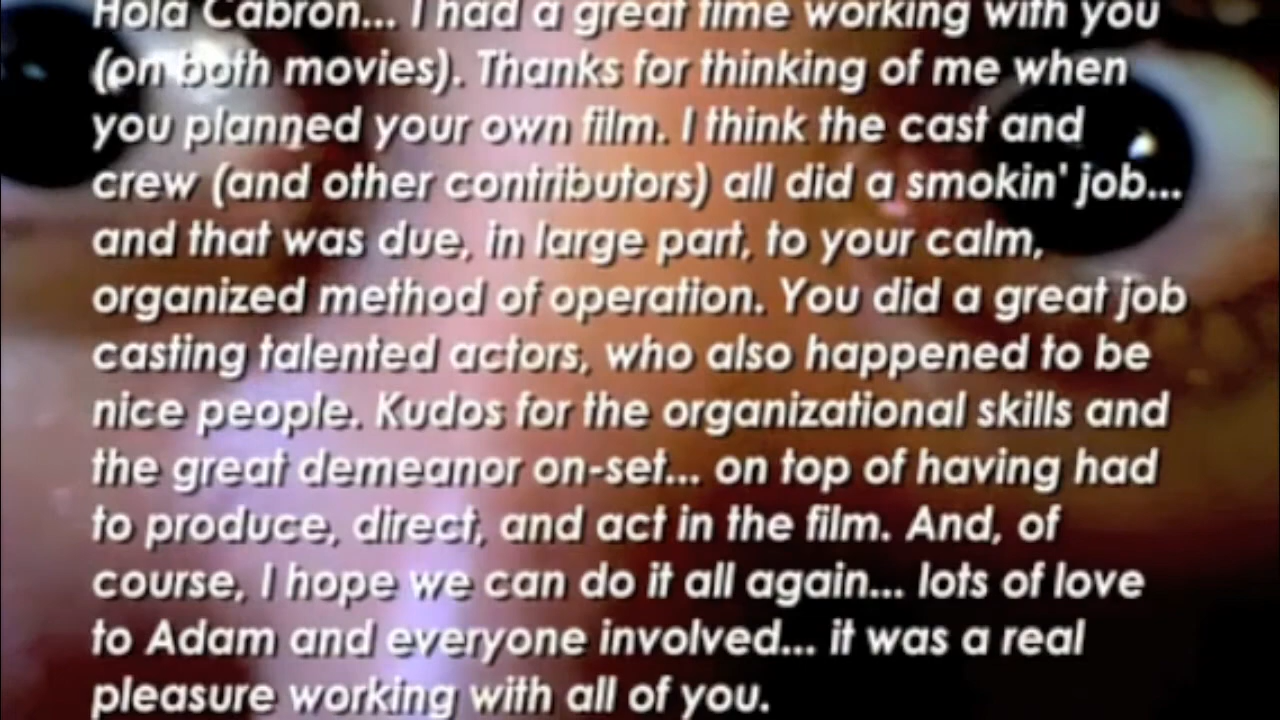 Hola Cabron... I had a great time working with you
(on both movies). Thanks for thinking of me when
you planned your own film. I think the cast and
crew (and other contributors) all did a smokin' job...
and that was due, in large part, to your calm,
organized method of operation. You did a great job
casting talented actors, who also happened to be
nice people. Kudos for the organizational skills and
the great demeanor on-set... on top of having had
to produce, direct, and act in the film. And, of
course, I hope we can do it all again... lots of love
to Adam and everyone involved... it was a real
pleasure working with all of you.